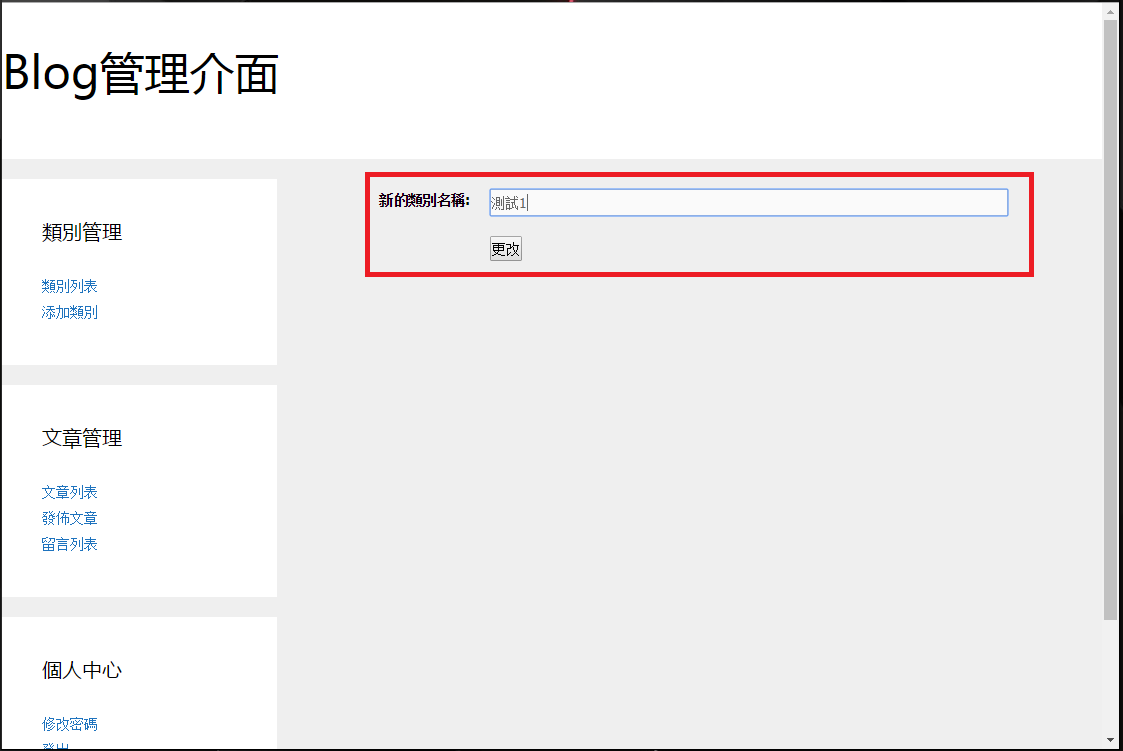 Blog管理介面
類別管理
類別列表
添加類別
文章管理
文章列表
發佈文章
留言列表
個人中心
修改密碼
新的類別名稱:
測試1
更改